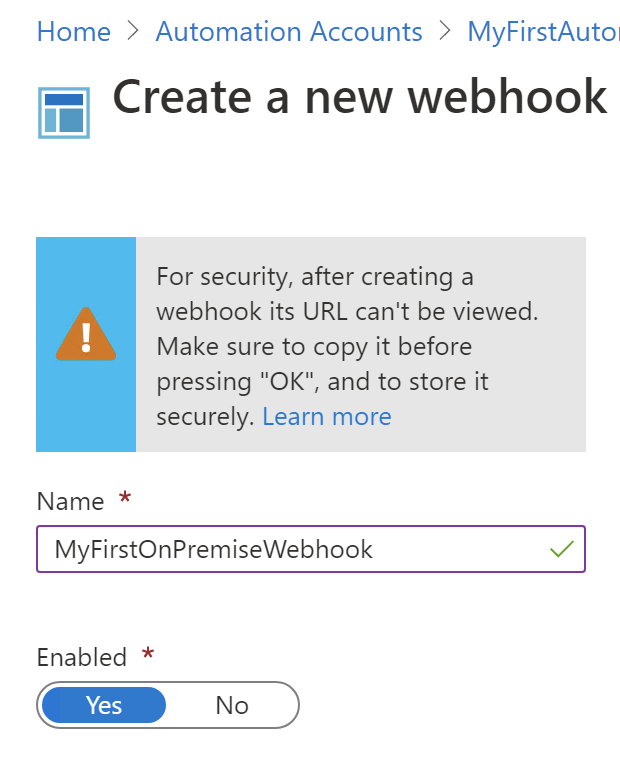 Home > Automation Accounts > MyFirstAuto
Create a new webhook
For security, after creating a
webhook its URL can't be viewed.
Make sure to copy it before
pressing "OK", and to store it
securely. Learn more
Name *
MyFirstOnPremiseWebhook
Enabled *
Yes No